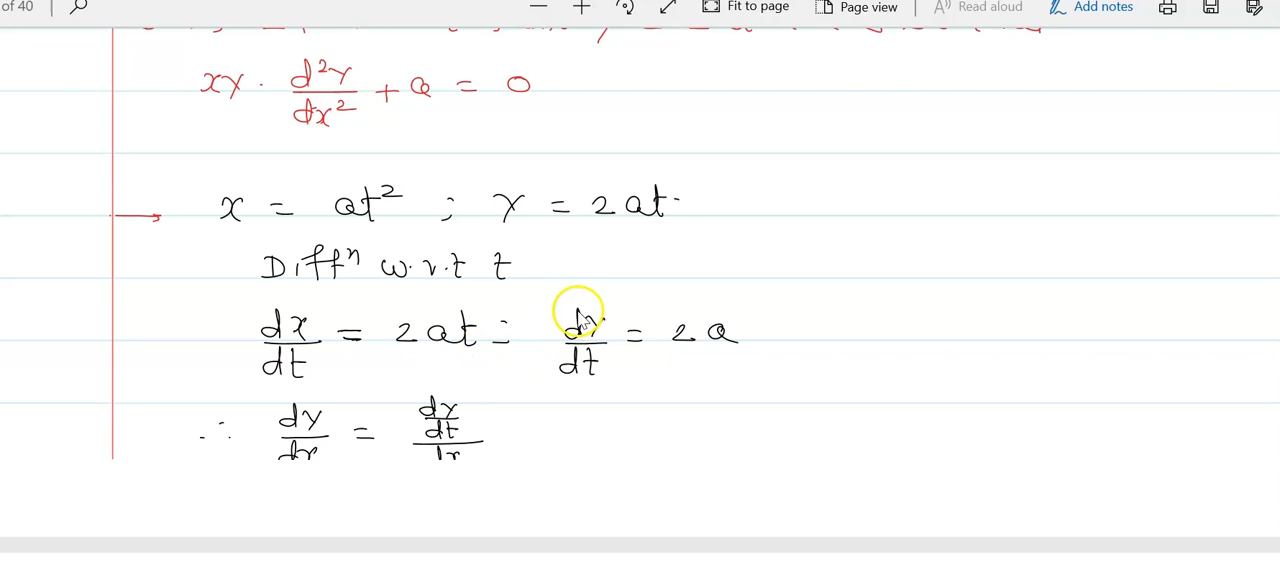 of 40 Fit to page Page view Read aloud Add notes
xy · d²y/dx² + a = 0
x = at² ; y = 2at.
Diffⁿ w.r.t t
dx/dt = 2at = dy/dt = 2a
∴ dy/dx = dy/dt / dx